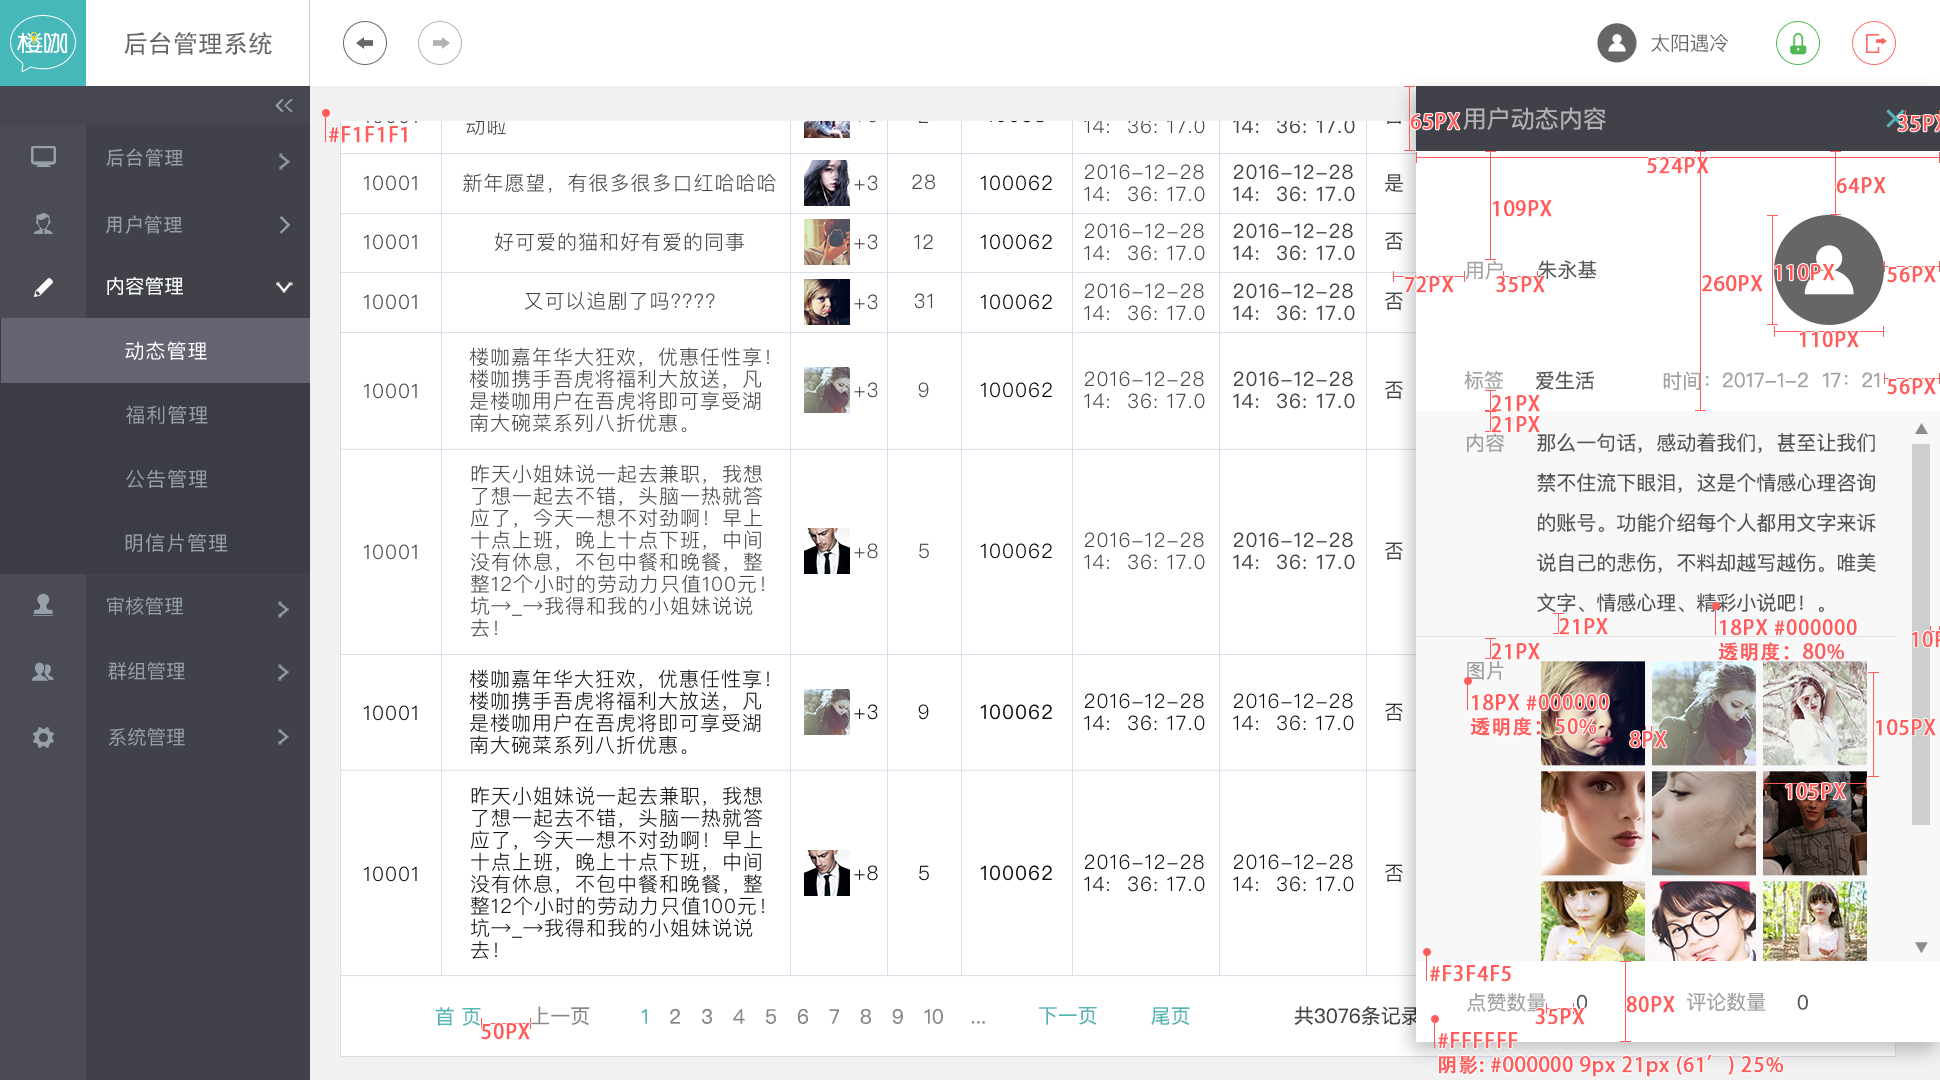 楼咖
后台管理系统
太阳遇冷
后台管理
用户管理
内容管理
动态管理
福利管理
公告管理
明信片管理
审核管理
群组管理
系统管理
#F1F1F1
动啦
14: 36: 17.0
14: 36: 17.0
10001 新年愿望，有很多很多口红哈哈哈 +3 28 100062 2016-12-28 14: 36: 17.0 2016-12-28 14: 36: 17.0 是
10001 好可爱的猫和好有爱的同事 +3 12 100062 2016-12-28 14: 36: 17.0 2016-12-28 14: 36: 17.0 否
10001 又可以追剧了吗???? +3 31 100062 2016-12-28 14: 36: 17.0 2016-12-28 14: 36: 17.0 否
楼咖嘉年华大狂欢，优惠任性享！
楼咖携手吾虎将福利大放送，凡
是楼咖用户在吾虎将即可享受湖
南大碗菜系列八折优惠。
10001 +3 9 100062 2016-12-28 14: 36: 17.0 2016-12-28 14: 36: 17.0 否
昨天小姐妹说一起去兼职，我想
了想一起去不错，头脑一热就答
应了，今天一想不对劲啊！早上
十点上班，晚上十点下班，中间
没有休息，不包中餐和晚餐，整
整12个小时的劳动力只值100元！
坑→_→我得和我的小姐妹说说
去！
10001 +8 5 100062 2016-12-28 14: 36: 17.0 2016-12-28 14: 36: 17.0 否
楼咖嘉年华大狂欢，优惠任性享！
楼咖携手吾虎将福利大放送，凡
是楼咖用户在吾虎将即可享受湖
南大碗菜系列八折优惠。
10001 +3 9 100062 2016-12-28 14: 36: 17.0 2016-12-28 14: 36: 17.0 否
昨天小姐妹说一起去兼职，我想
了想一起去不错，头脑一热就答
应了，今天一想不对劲啊！早上
十点上班，晚上十点下班，中间
没有休息，不包中餐和晚餐，整
整12个小时的劳动力只值100元！
坑→_→我得和我的小姐妹说说
去！
10001 +8 5 100062 2016-12-28 14: 36: 17.0 2016-12-28 14: 36: 17.0 否
首 页 上一页 1 2 3 4 5 6 7 8 9 10 ... 下一页 尾页 共3076条记录
50PX
65PX 用户动态内容 35PX
524PX
64PX
109PX
用户 朱永基
72PX 35PX 260PX 110PX 56PX
110PX
标签 爱生活 时间：2017-1-2 17：21 56PX
21PX
21PX
内容
那么一句话，感动着我们，甚至让我们
禁不住流下眼泪，这是个情感心理咨询
的账号。功能介绍每个人都用文字来诉
说自己的悲伤，不料却越写越伤。唯美
文字、情感心理、精彩小说吧！。
21PX 18PX #000000
透明度：80%
21PX
图片
18PX #000000
透明度：50%
8PX
105PX
105PX
#F3F4F5
点赞数量 0 80PX 评论数量 0
35PX
#FFFFFF
阴影: #000000 9px 21px (61′ ) 25%